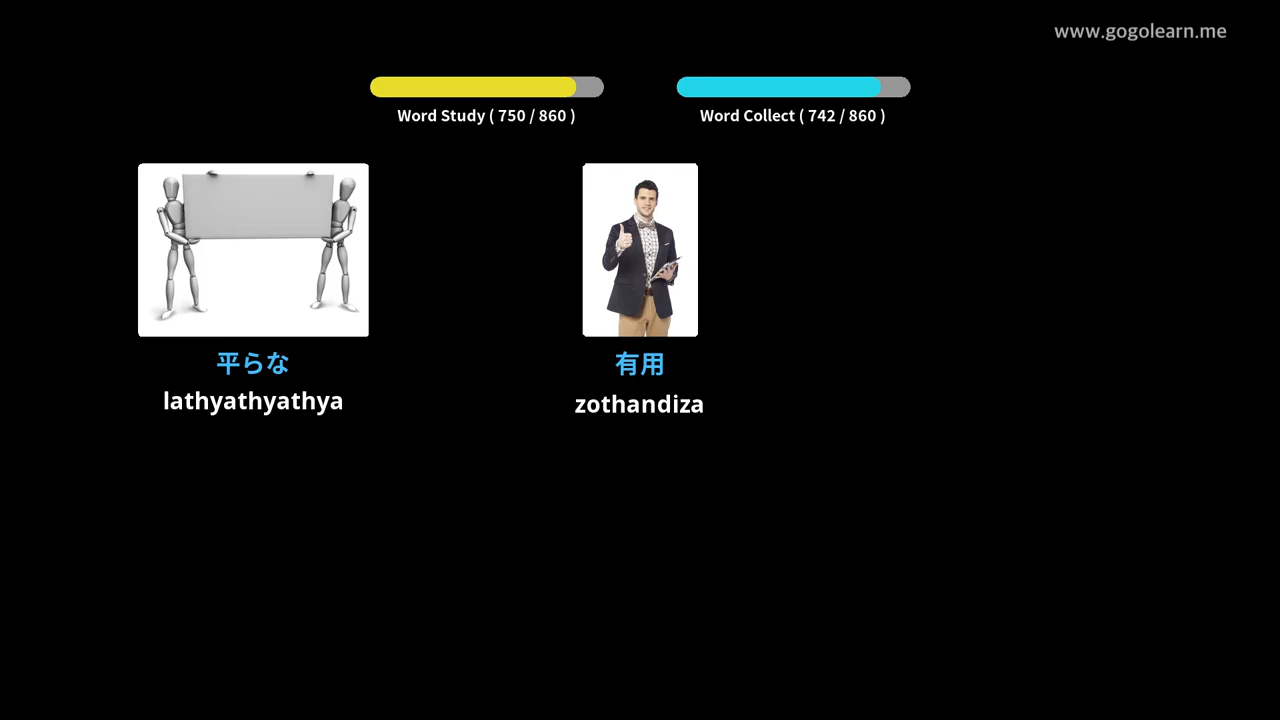 www.gogolearn.me
Word Study ( 750 / 860 )
Word Collect ( 742 / 860 )
平らな
lathyathyathya
有用
zothandiza